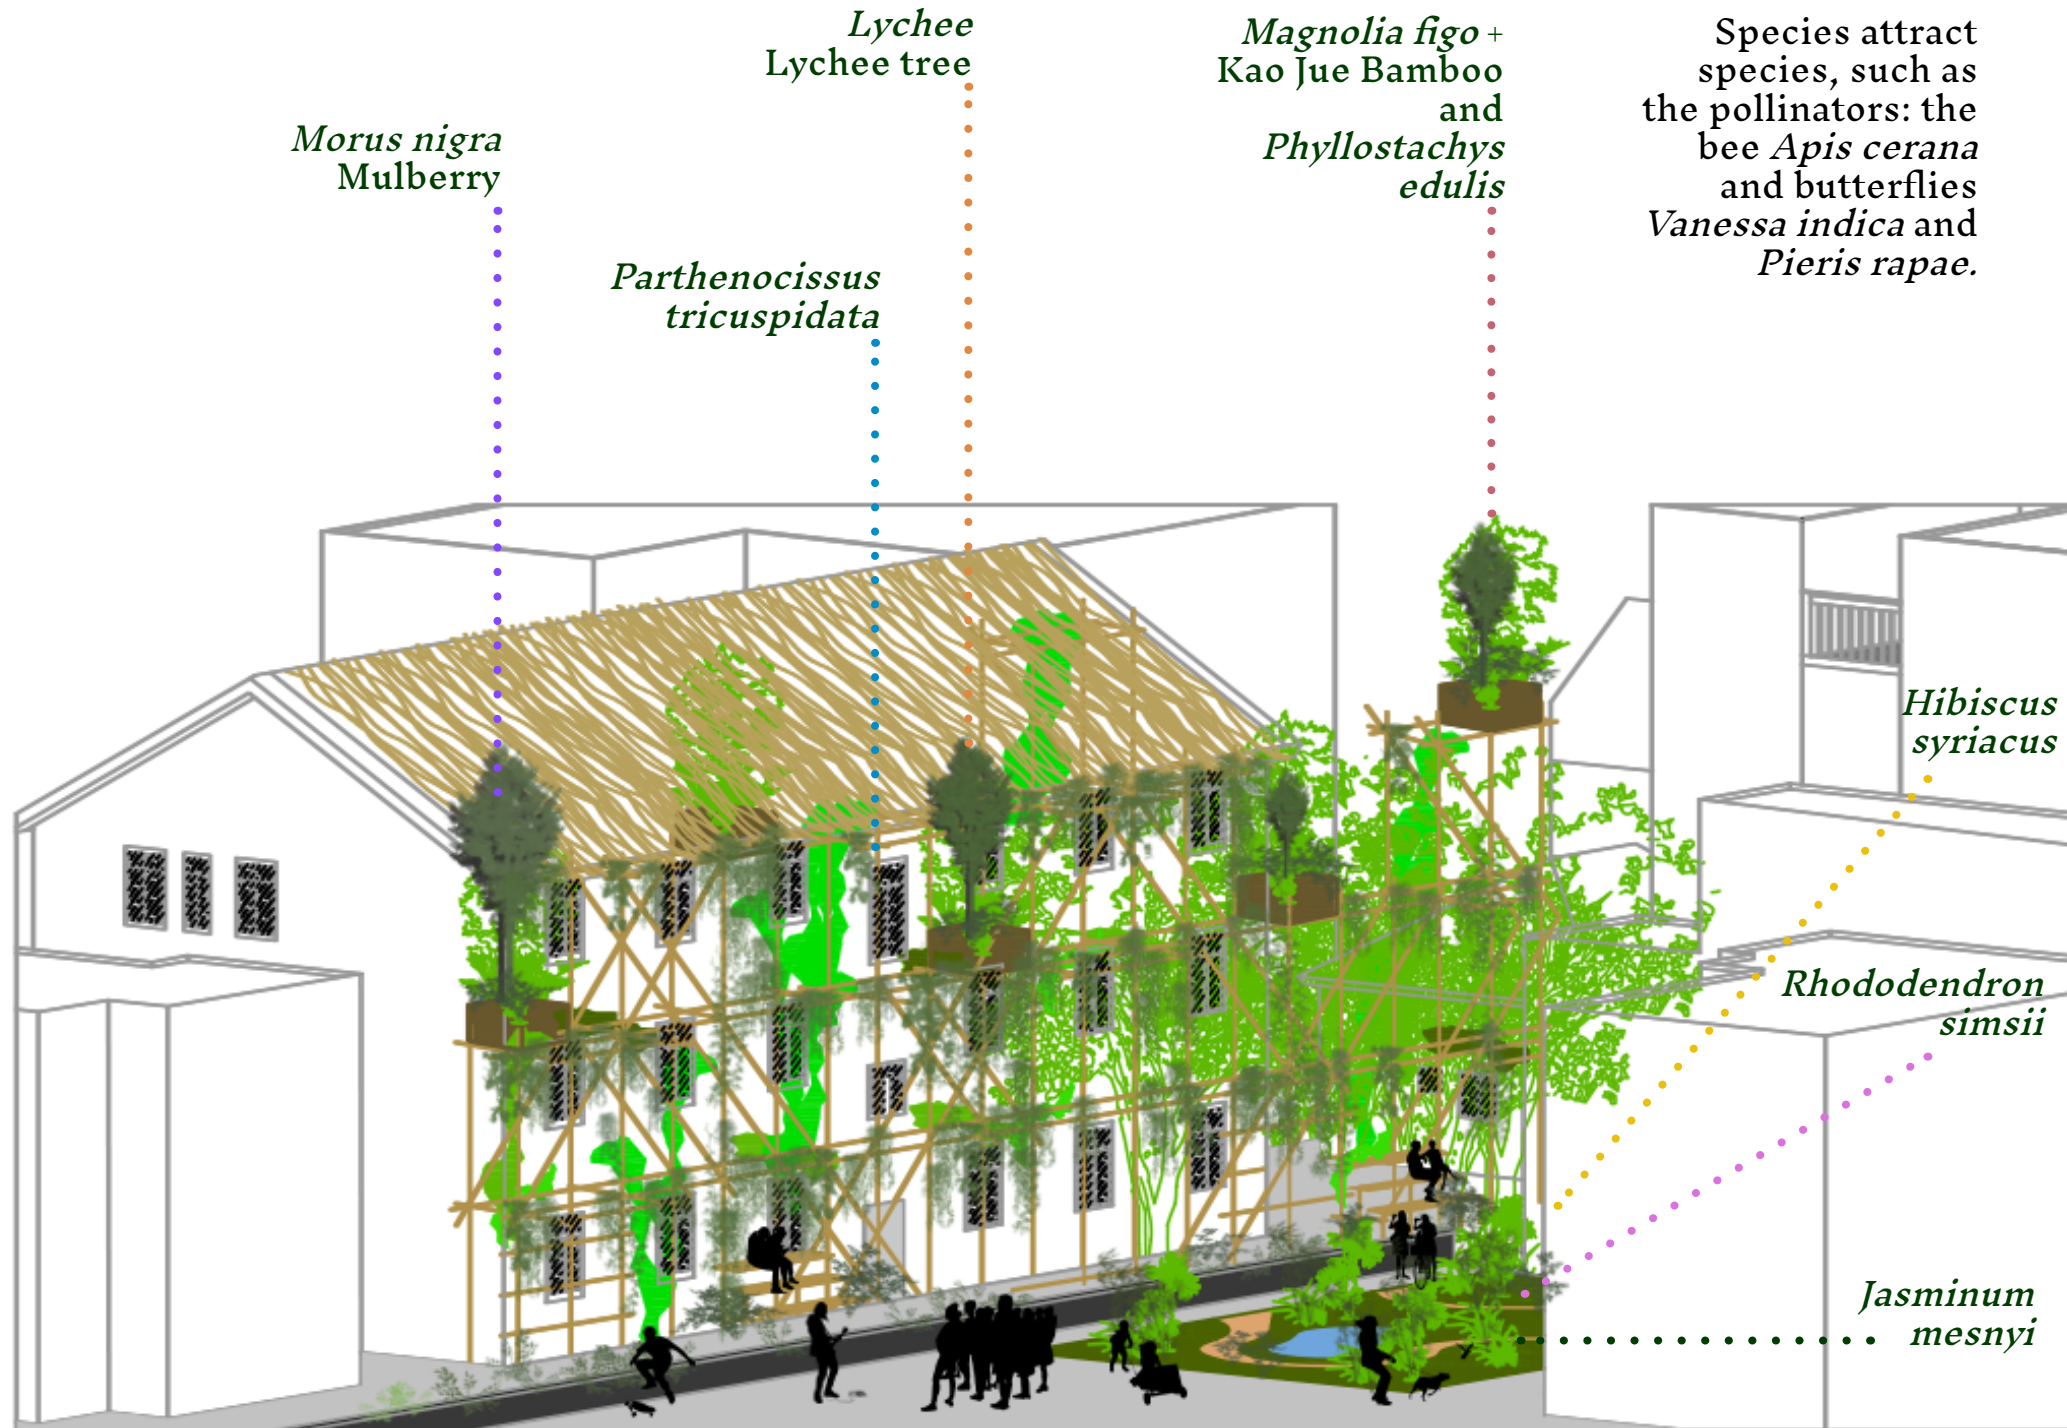 Lychee
Lychee tree
Magnolia figo +
Kao Jue Bamboo
and
Phyllostachys
edulis
Species attract
species, such as
the pollinators: the
bee Apis cerana
and butterflies
Vanessa indica and
Pieris rapae.
Morus nigra
Mulberry
Parthenocissus
tricuspidata
Hibiscus
syriacus
Rhododendron
simsii
Jasminum
mesnyi